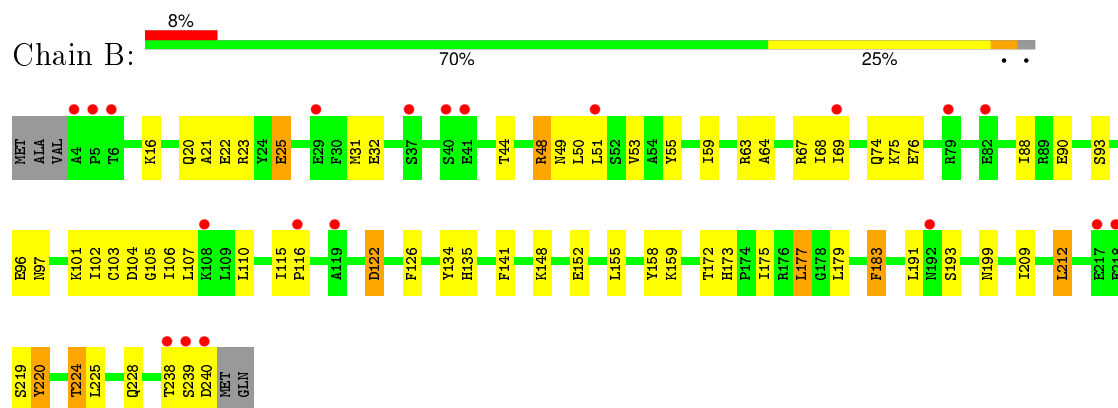 8%
Chain B:
70% 25% • •
MET ALA VAL A4 P5 T6 K16 Q20 A21 E22 R23 Y24 E25 E29 F30 M31 E32 S37 S40 E41 T44 R48 N49 L50 L51 S52 V53 A54 Y55 I59 R63 A64 R67 I68 I69 Q74 K75 E76 R79 E82 I88 R89 E90 S93
E96 N97 K101 I102 C103 D104 G105 I106 L107 K108 L109 L110 I115 P116 A119 D122 F126 Y134 H135 F141 K148 E152 L155 Y158 K159 T172 H173 P174 I175 R176 L177 G178 L179 F183 L191 N192 S193 N199 I209 L212 E217
S219 Y220 T224 L225 Q228 T238 S239 D240 MET GLN